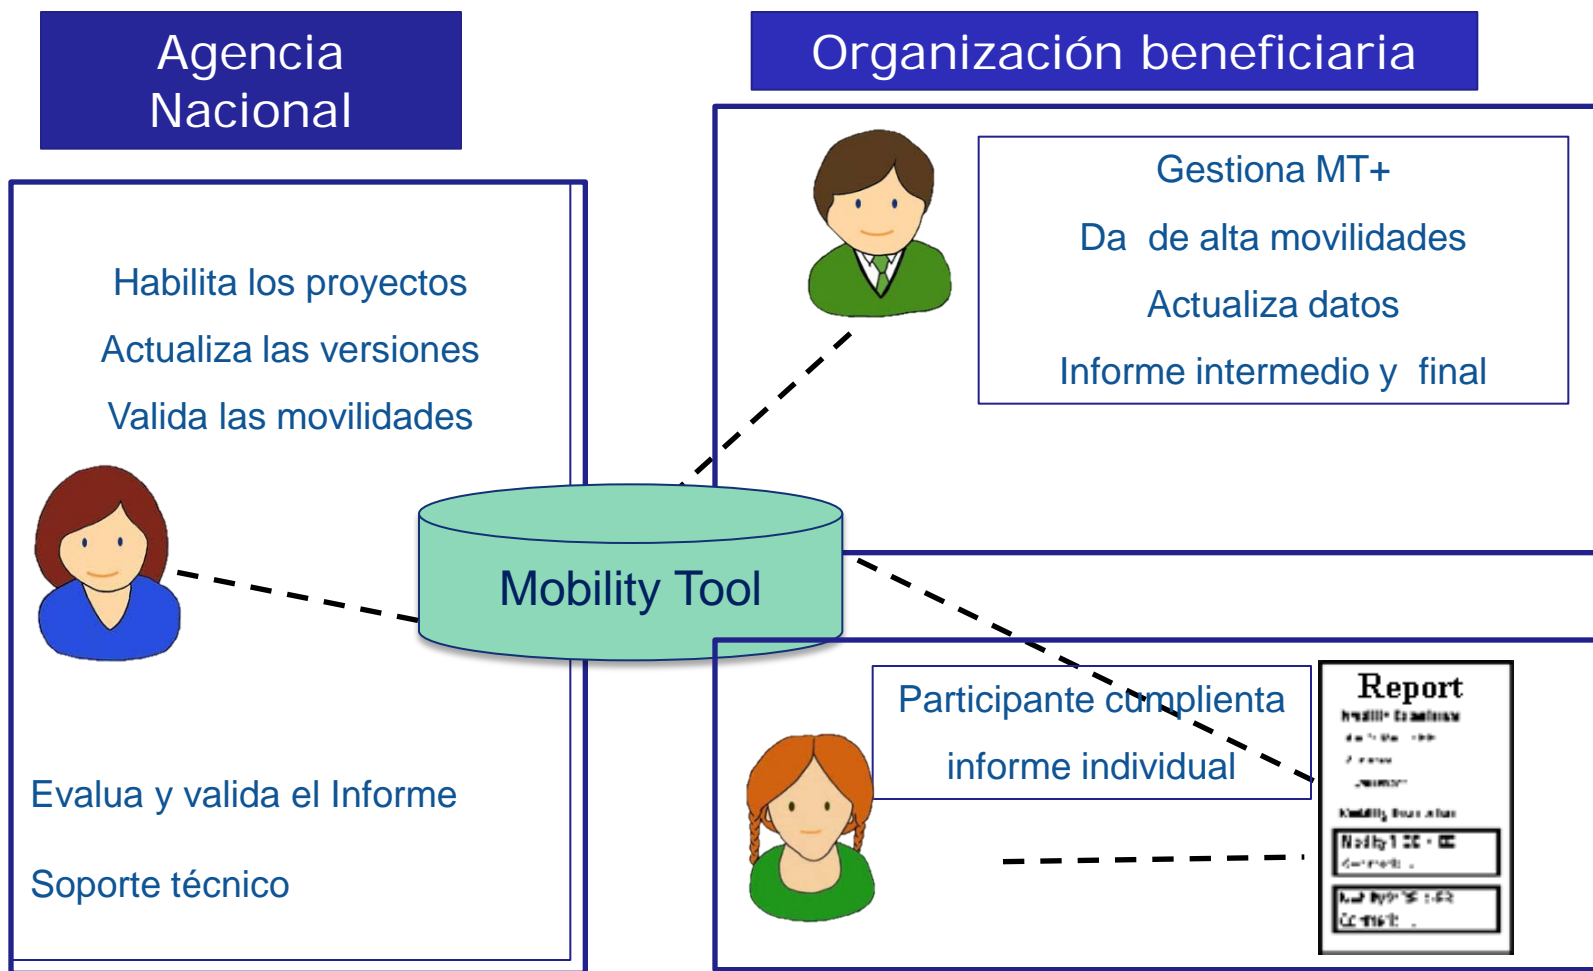 Agencia
Nacional
Organización beneficiaria
Habilita los proyectos
Actualiza las versiones
Valida las movilidades
Evalua y valida el Informe
Soporte técnico
Gestiona MT+
Da de alta movilidades
Actualiza datos
Informe intermedio y final
Mobility Tool
Participante cumplienta
informe individual
Report